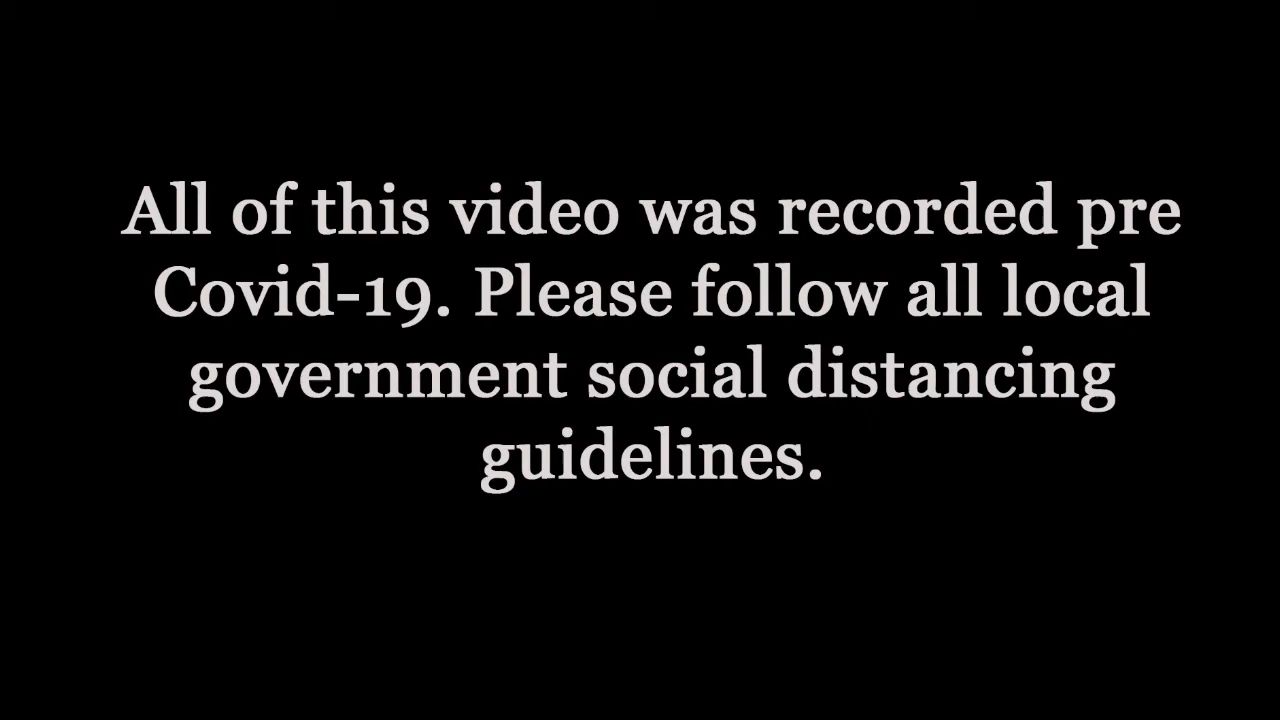 All of this video was recorded pre
Covid-19. Please follow all local
government social distancing
guidelines.